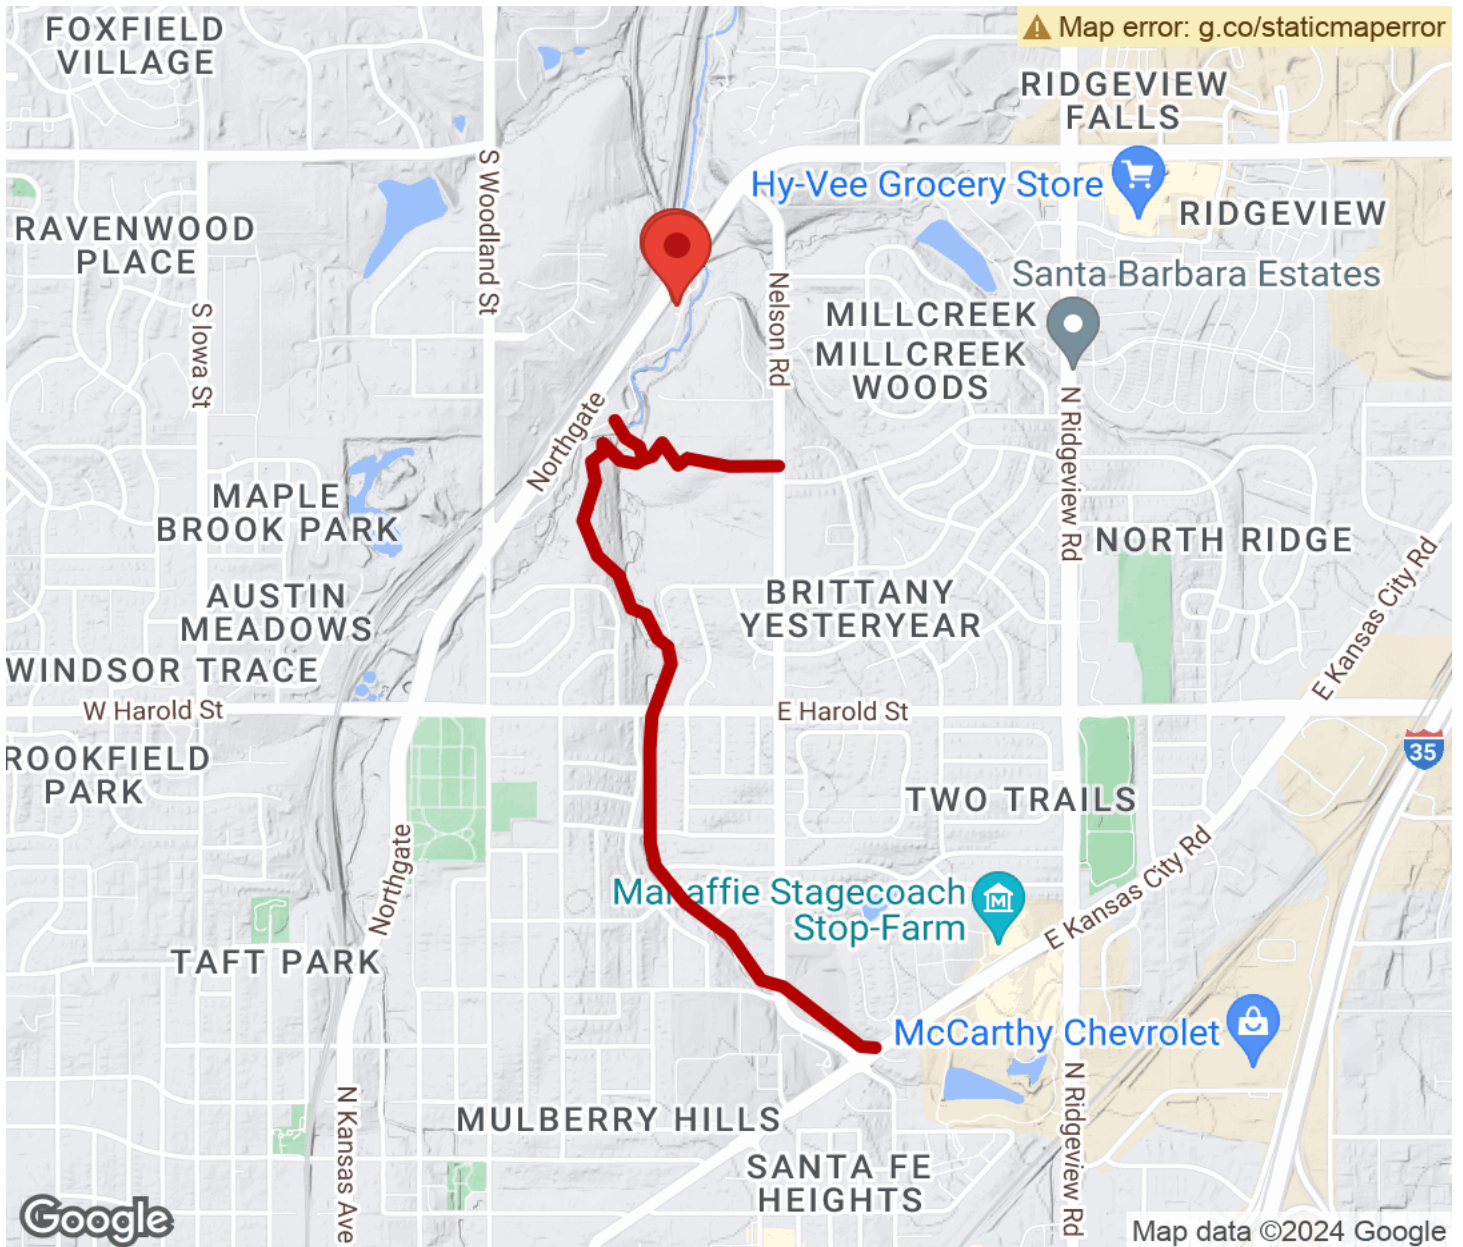 FOXFIELD
VILLAGE
Map error: g.co/staticmaperror
RIDGEVIEW
FALLS
S Woodland St
Hy-Vee Grocery Store
RIDGEVIEW
RAVENWOOD
PLACE
Santa Barbara Estates
S Iowa St
Nelson Rd
MILLCREEK
MILLCREEK
WOODS
Northgate
N Ridgeview Rd
MAPLE
BROOK PARK
NORTH RIDGE
E Kansas City Rd
AUSTIN
MEADOWS
BRITTANY
YESTERYEAR
WINDSOR TRACE
W Harold St
E Harold St
35
ROOKFIELD
PARK
TWO TRAILS
Northgate
E Kansas City Rd
Mahaffie Stagecoach
Stop-Farm
M
TAFT PARK
McCarthy Chevrolet
N Kansas Ave
N Ridgeview Rd
MULBERRY HILLS
SANTA FE
HEIGHTS
Google
Map data ©2024 Google